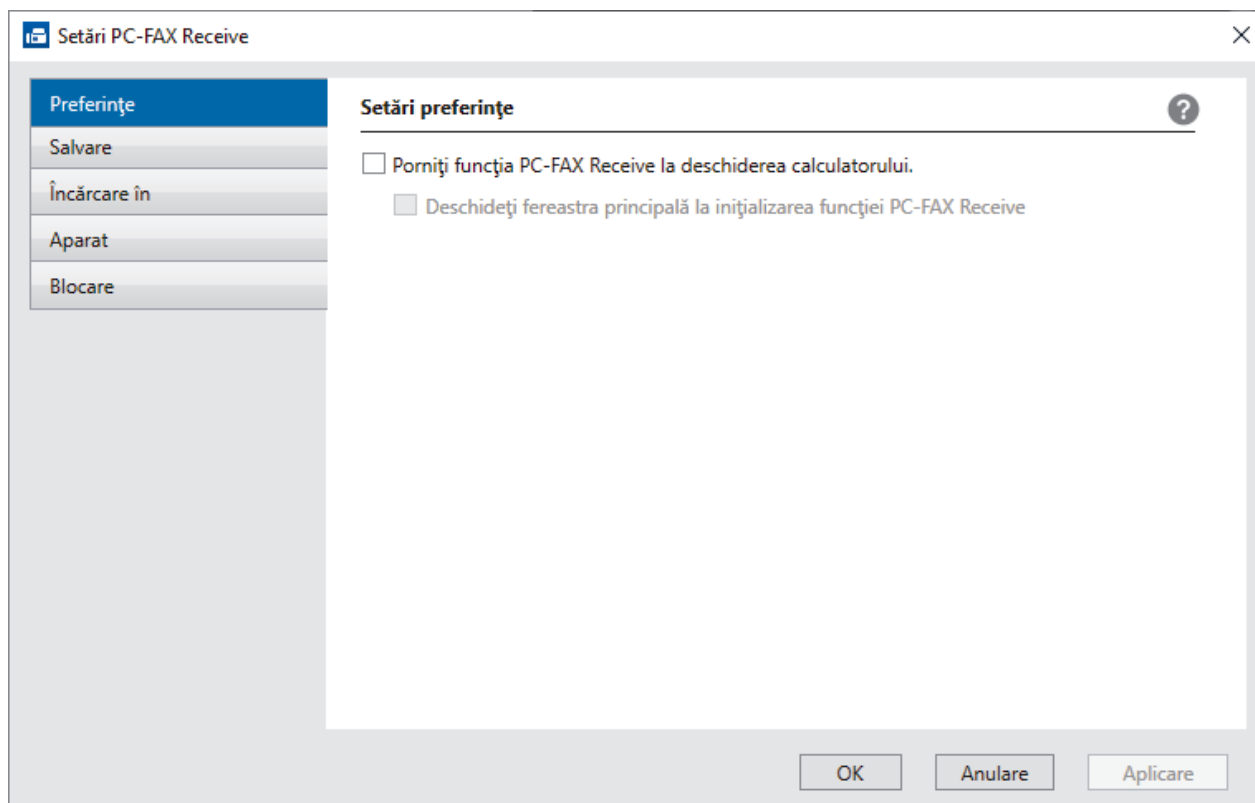 Setări PC-FAX Receive
Preferinţe
Salvare
Încărcare în
Aparat
Blocare
Setări preferinţe
?
Porniţi funcţia PC-FAX Receive la deschiderea calculatorului.
Deschideţi fereastra principală la iniţializarea funcţiei PC-FAX Receive
OK
Anulare
Aplicare